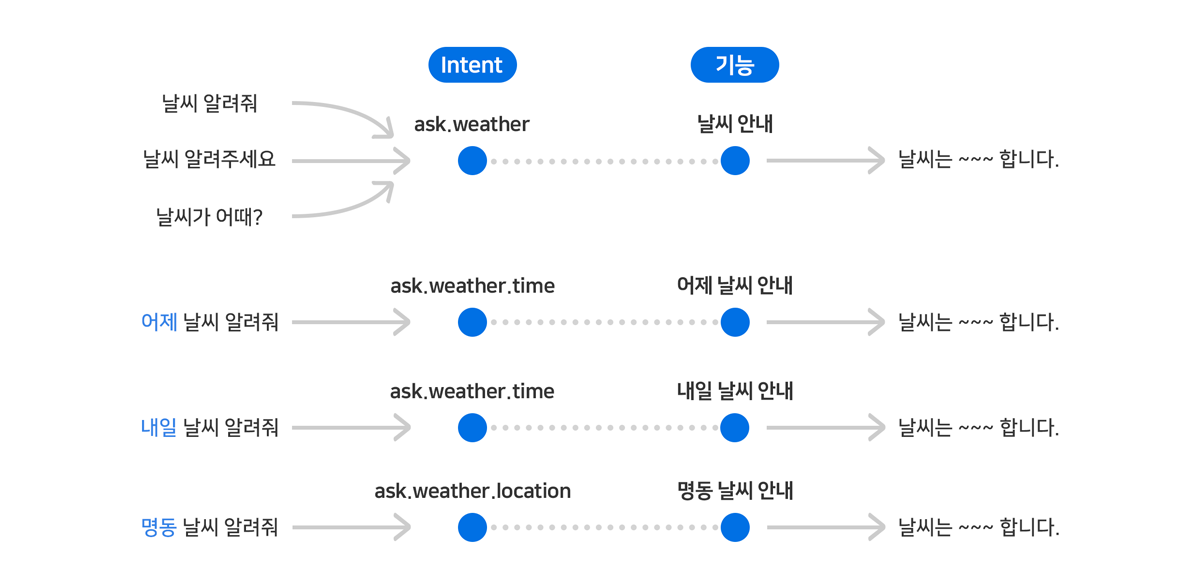 Intent 기능
날씨 알려줘
ask.weather 날씨 안내
날씨 알려주세요 날씨는 ~~~ 합니다.
날씨가 어때?
ask.weather.time 어제 날씨 안내
어제 날씨 알려줘 날씨는 ~~~ 합니다.
ask.weather.time 내일 날씨 안내
내일 날씨 알려줘 날씨는 ~~~ 합니다.
ask.weather.location 명동 날씨 안내
명동 날씨 알려줘 날씨는 ~~~ 합니다.